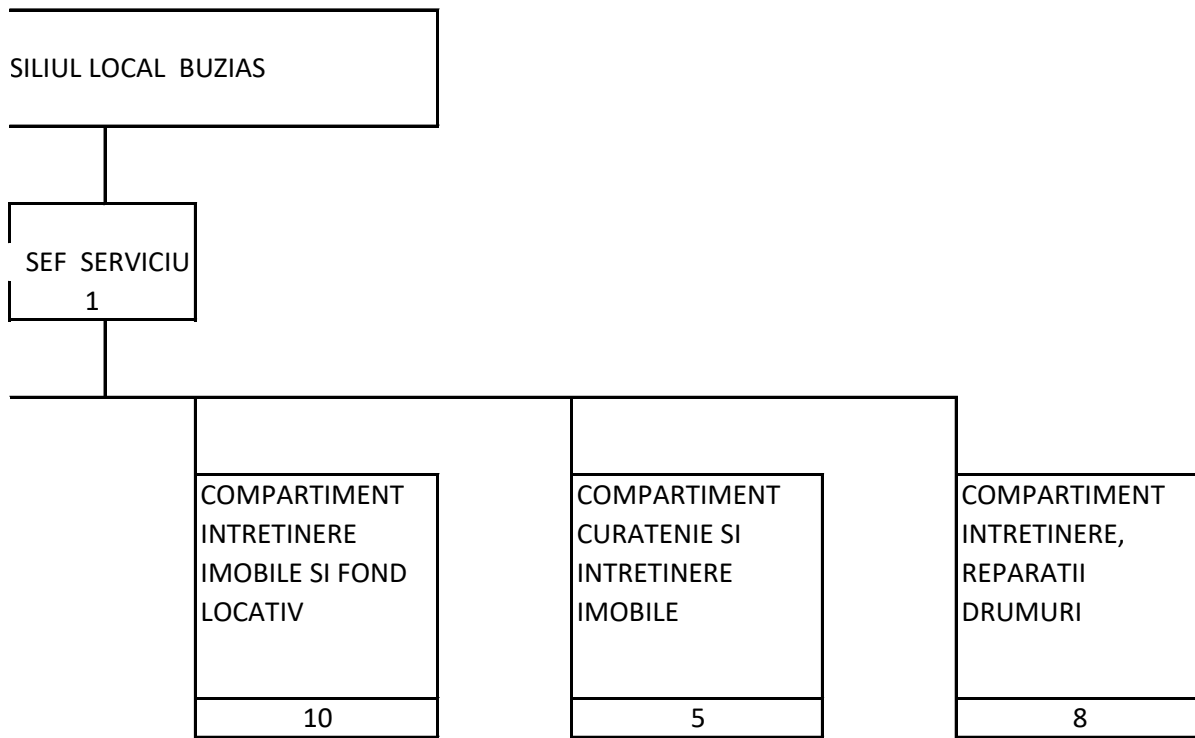 SILIUL LOCAL BUZIAS
SEF SERVICIU
1
COMPARTIMENT
INTRETINERE
IMOBILE SI FOND
LOCATIV
10
COMPARTIMENT
CURATENIE SI
INTRETINERE
IMOBILE
5
COMPARTIMENT
INTRETINERE,
REPARATII
DRUMURI
8